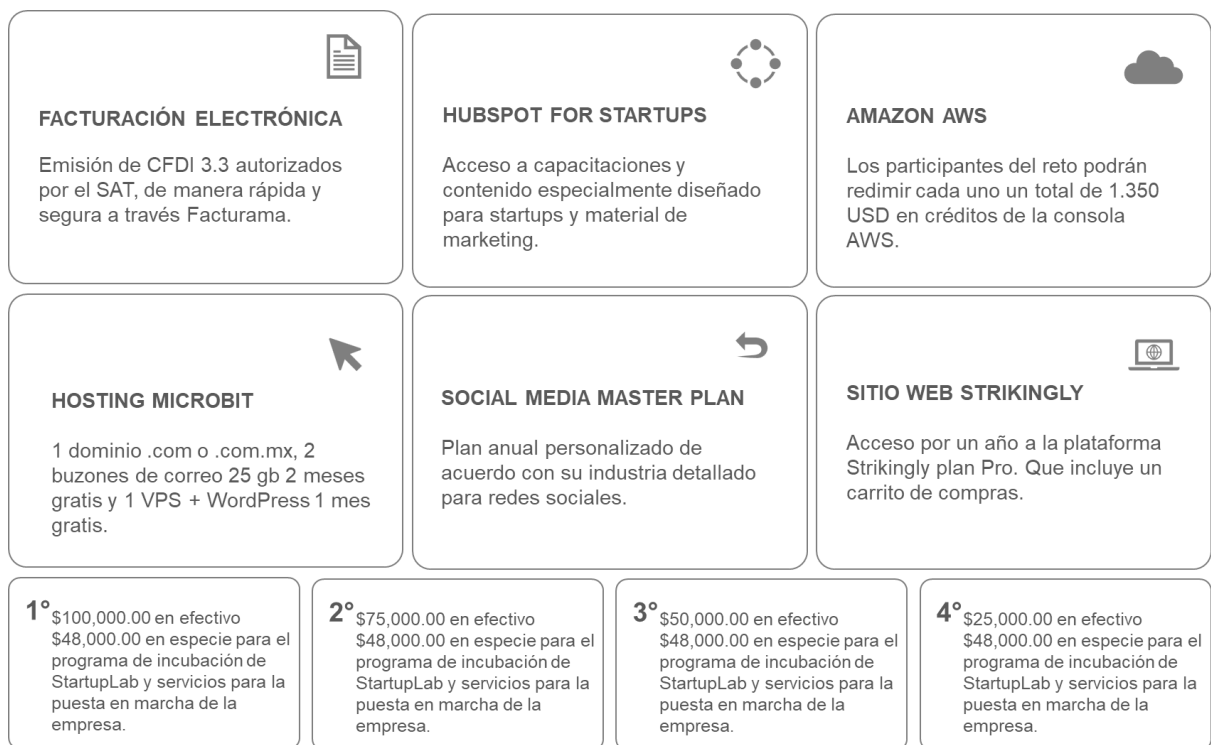 FACTURACIÓN ELECTRÓNICA
Emisión de CFDI 3.3 autorizados
por el SAT, de manera rápida y
segura a través Facturama.
HUBSPOT FOR STARTUPS
Acceso a capacitaciones y
contenido especialmente diseñado
para startups y material de
marketing.
AMAZON AWS
Los participantes del reto podrán
redimir cada uno un total de 1.350
USD en créditos de la consola
AWS.
HOSTING MICROBIT
1 dominio .com o .com.mx, 2
buzones de correo 25 gb 2 meses
gratis y 1 VPS + WordPress 1 mes
gratis.
SOCIAL MEDIA MASTER PLAN
Plan anual personalizado de
acuerdo con su industria detallado
para redes sociales.
SITIO WEB STRIKINGLY
Acceso por un año a la plataforma
Strikingly plan Pro. Que incluye un
carrito de compras.
1° $100,000.00 en efectivo
$48,000.00 en especie para el
programa de incubación de
StartupLab y servicios para la
puesta en marcha de la
empresa.
2° $75,000.00 en efectivo
$48,000.00 en especie para el
programa de incubación de
StartupLab y servicios para la
puesta en marcha de la
empresa.
3° $50,000.00 en efectivo
$48,000.00 en especie para el
programa de incubación de
StartupLab y servicios para la
puesta en marcha de la
empresa.
4° $25,000.00 en efectivo
$48,000.00 en especie para el
programa de incubación de
StartupLab y servicios para la
puesta en marcha de la
empresa.